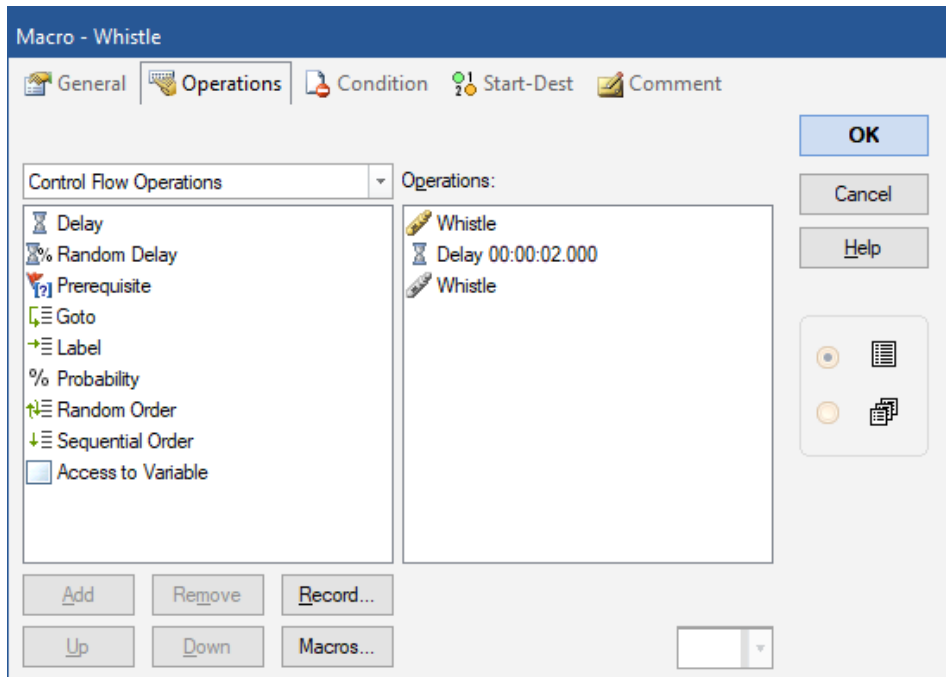 Macro - Whistle
General Operations Condition Start-Dest Comment
OK
Control Flow Operations
Operations:
Cancel
Delay
Whistle
Random Delay
Delay 00:00:02.000
Help
Prerequisite
Whistle
Goto
Label
% Probability
Random Order
Sequential Order
Access to Variable
Add Remove Record...
Up Down Macros...